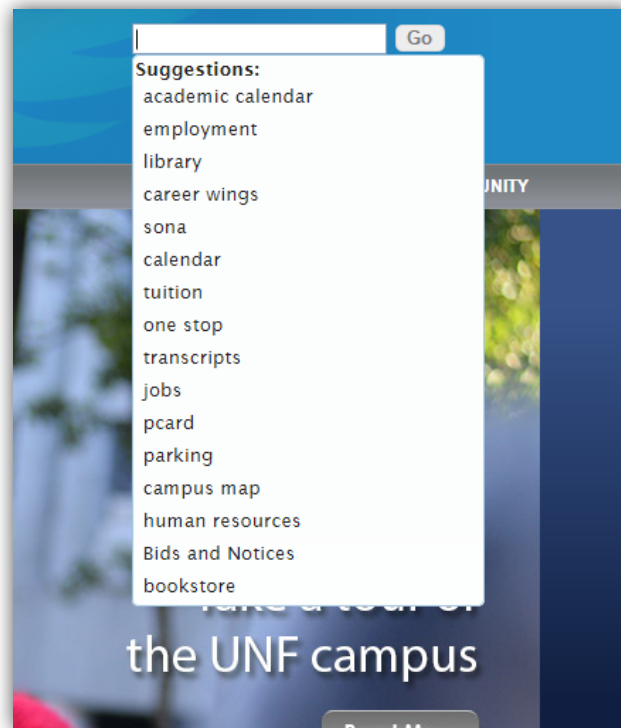 Go
Suggestions:
academic calendar
employment
library
career wings
sona
calendar
tuition
one stop
transcripts
jobs
pcard
parking
campus map
human resources
Bids and Notices
bookstore
the UNF campus